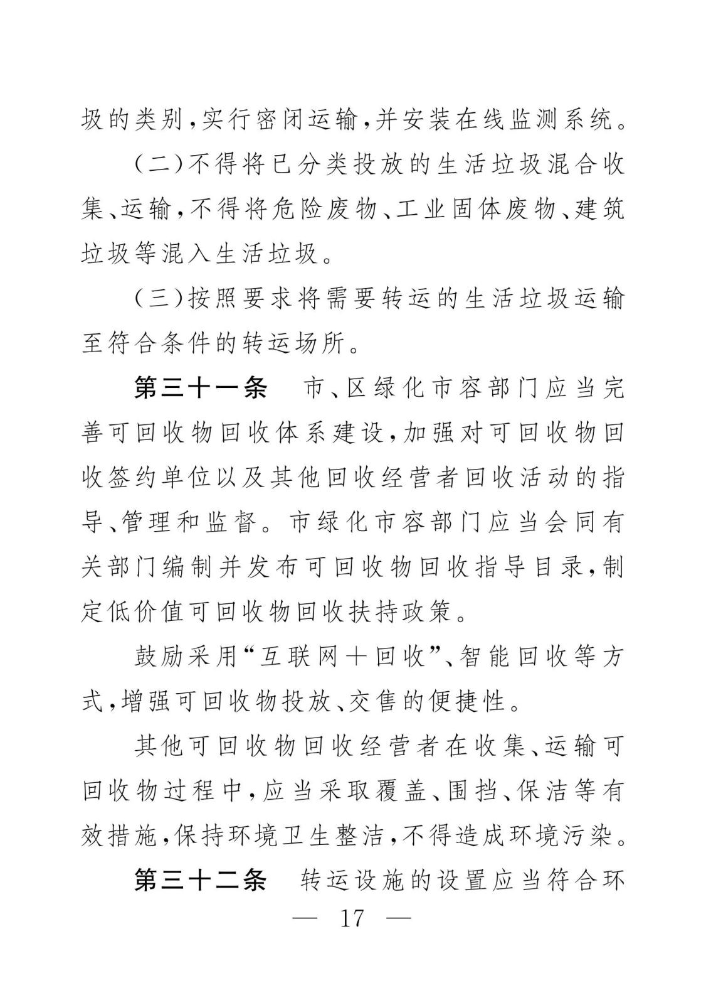 圾的类别,实行密闭运输,并安装在线监测系统。
(二)不得将已分类投放的生活垃圾混合收
集、运输,不得将危险废物、工业固体废物、建筑
垃圾等混入生活垃圾。
(三)按照要求将需要转运的生活垃圾运输
至符合条件的转运场所。
第三十一条　市、区绿化市容部门应当完
善可回收物回收体系建设,加强对可回收物回
收签约单位以及其他回收经营者回收活动的指
导、管理和监督。市绿化市容部门应当会同有
关部门编制并发布可回收物回收指导目录,制
定低价值可回收物回收扶持政策。
鼓励采用“互联网＋回收”、智能回收等方
式,增强可回收物投放、交售的便捷性。
其他可回收物回收经营者在收集、运输可
回收物过程中,应当采取覆盖、围挡、保洁等有
效措施,保持环境卫生整洁,不得造成环境污染。
第三十二条　转运设施的设置应当符合环
— 17 —